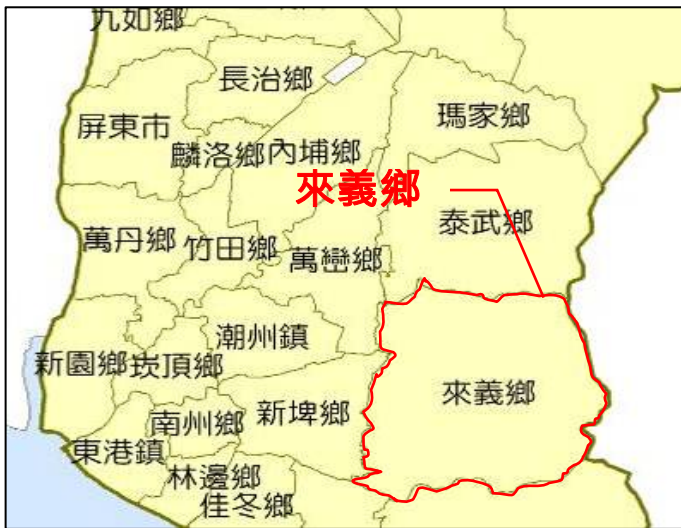 九如鄉
長治鄉
瑪家鄉
屏東市
麟洛鄉
內埔鄉
來義鄉
泰武鄉
萬丹鄉
竹田鄉
萬巒鄉
潮州鎮
新園鄉
崁頂鄉
來義鄉
南州鄉
新埤鄉
東港鎮
林邊鄉
佳冬鄉